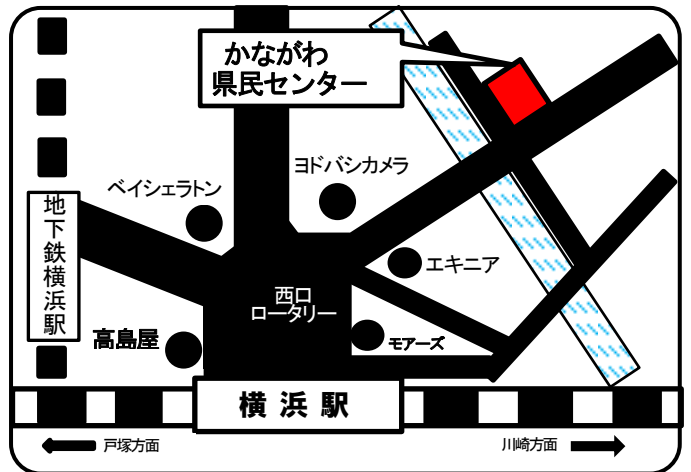 かながわ
県民センター
ヨドバシカメラ
ベイシェラトン
地下鉄横浜駅
エキニア
西口
ロータリー
高島屋
モアーズ
横浜駅
戸塚方面
川崎方面